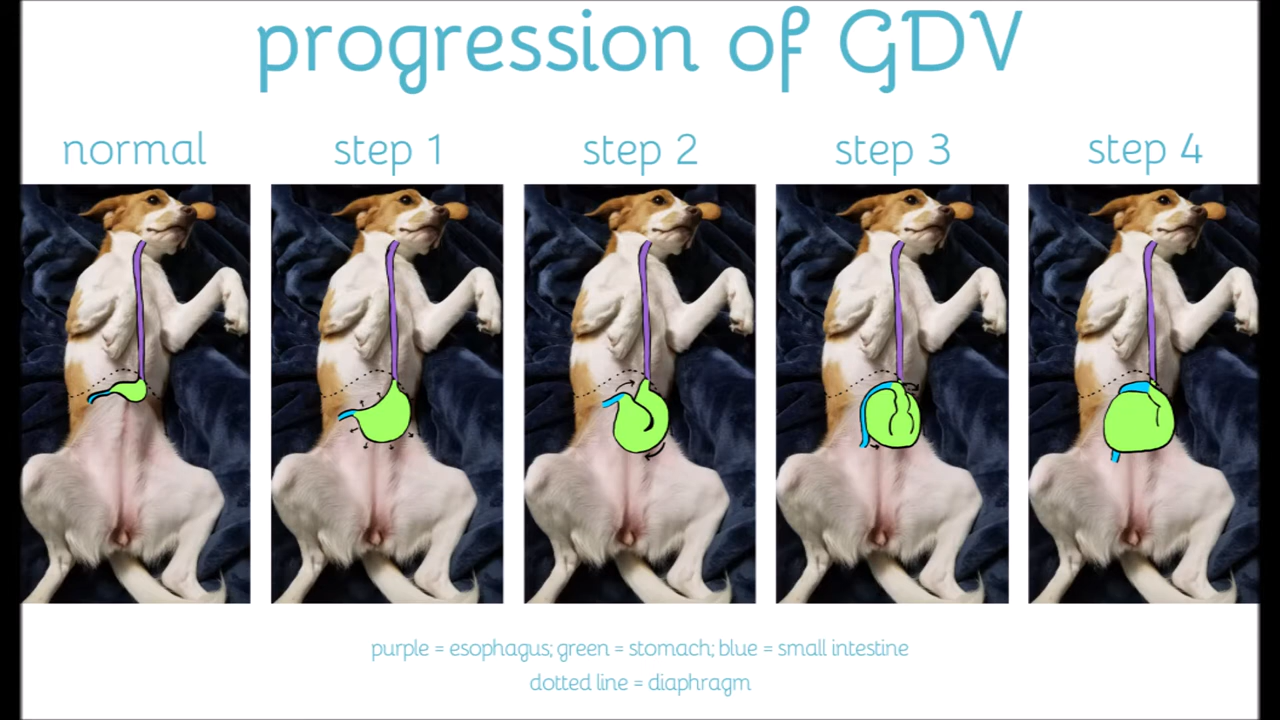 progression of GDV
normal
step 1
step 2
step 3
step 4
purple = esophagus; green = stomach; blue = small intestine
dotted line = diaphragm